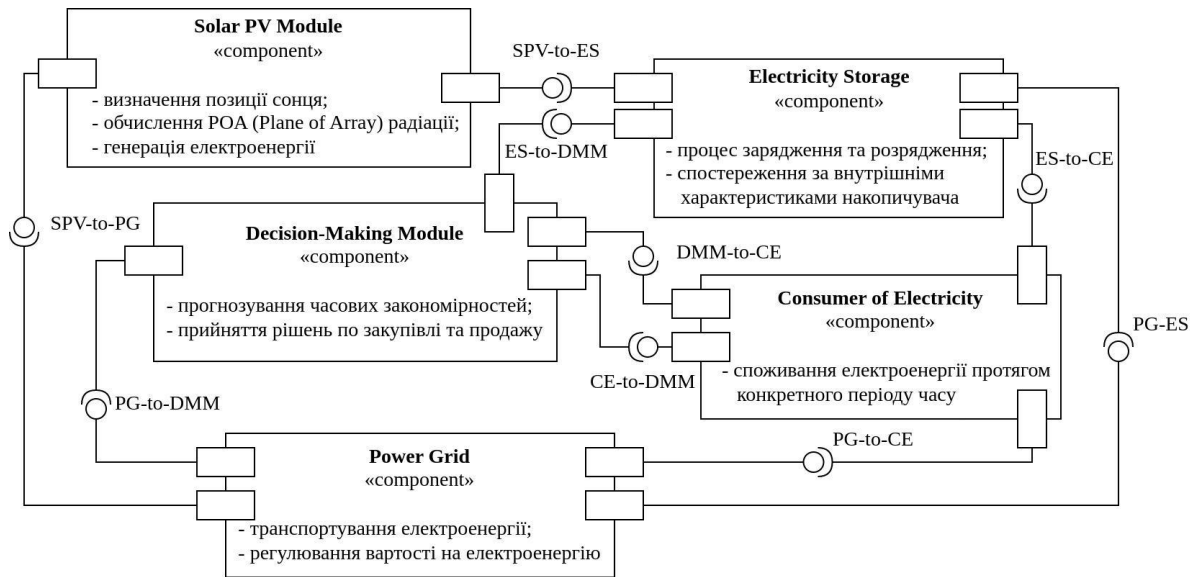 Solar PV Module
«component»
- визначення позиції сонця;
- обчислення POA (Plane of Array) радіації;
- генерація електроенергії
SPV-to-ES
Electricity Storage
«component»
- процес зарядження та розрядження;
- спостереження за внутрішніми
характеристиками накопичувача
ES-to-DMM
ES-to-CE
SPV-to-PG
Decision-Making Module
«component»
- прогнозування часових закономірностей;
- прийняття рішень по закупівлі та продажу
DMM-to-CE
Consumer of Electricity
«component»
- споживання електроенергії протягом
конкретного періоду часу
PG-ES
CE-to-DMM
PG-to-DMM
PG-to-CE
Power Grid
«component»
- транспортування електроенергії;
- регулювання вартості на електроенергію